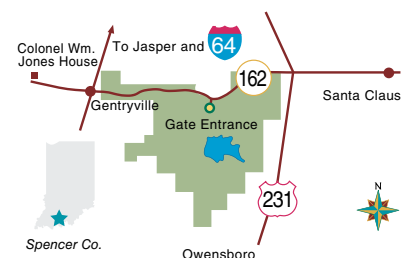 Colonel Wm.
Jones House
To Jasper and
64
162
Gentryville
Santa Claus
Gate Entrance
231
N
Spencer Co.
Owensboro